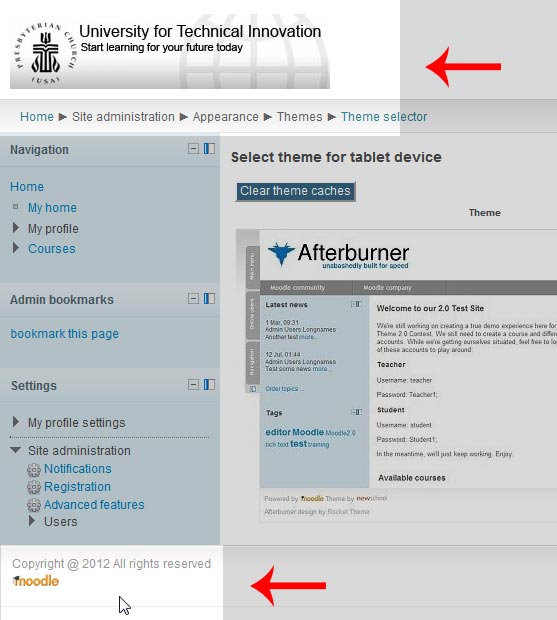 PRESBYTERIAN CHURCH
(USA)
University for Technical Innovation
Start learning for your future today
Home ▶ Site administration ▶ Appearance ▶ Themes ▶ Theme selector
Navigation
Home
My home
My profile
Courses
Admin bookmarks
bookmark this page
Settings
My profile settings
Site administration
Notifications
Registration
Advanced features
Users
Select theme for tablet device
Clear theme caches
Theme
Main menu
Online users
Navigation
Afterburner
unabashedly built for speed
Moodle community Moodle company
Latest news
1 Mar, 09:31
Admin Users Longnames
Another test more...
12 Jul, 01:44
Admin Users Longnames
Test some news more...
Older topics ...
Tags
editor Moodle Moodle2.0
rich text test training
Welcome to our 2.0 Test Site
We're still working on creating a true demo experience here for
Theme 2.0 Contest. We still need to create a course and differe
accounts. While we're getting ourselves situated, feel free to lo
of these accounts to play around:
Teacher
Username: teacher
Password: Teacher1;
Student
Username: student
Password: Student1;
In the meantime, we'll just keep working. Enjoy.
Available courses
Powered by moodle Theme by newschool
Afterburner design by Rocket Theme
Copyright @ 2012 All rights reserved
moodle